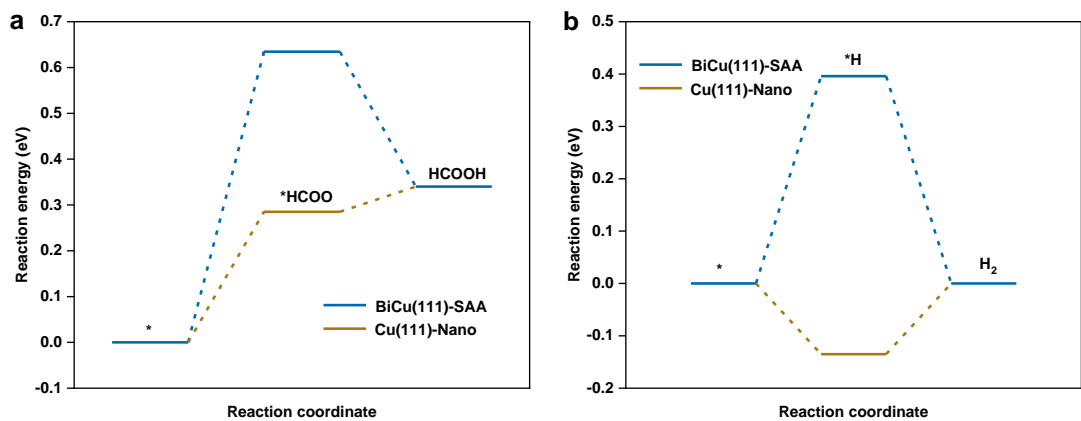 a
0.7
0.6
0.5
0.4
0.3
0.2
0.1
0.0
-0.1
Reaction energy (eV)
*
*HCOO
HCOOH
BiCu(111)-SAA
Cu(111)-Nano
Reaction coordinate
b
0.5
0.4
0.3
0.2
0.1
0.0
-0.1
-0.2
Reaction energy (eV)
BiCu(111)-SAA
Cu(111)-Nano
*H
*
H₂
Reaction coordinate